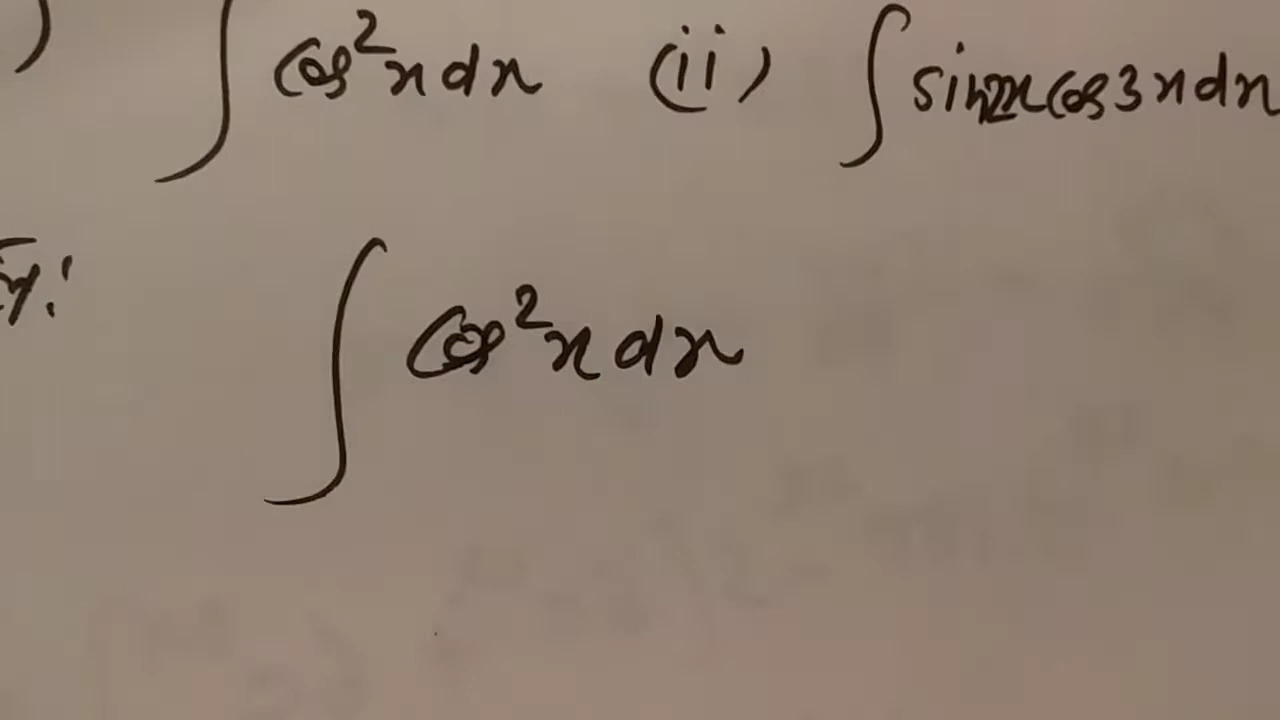 ) ∫ cos²x dx (ii) ∫ sin2x cos3x dx
∫ cos²x dx